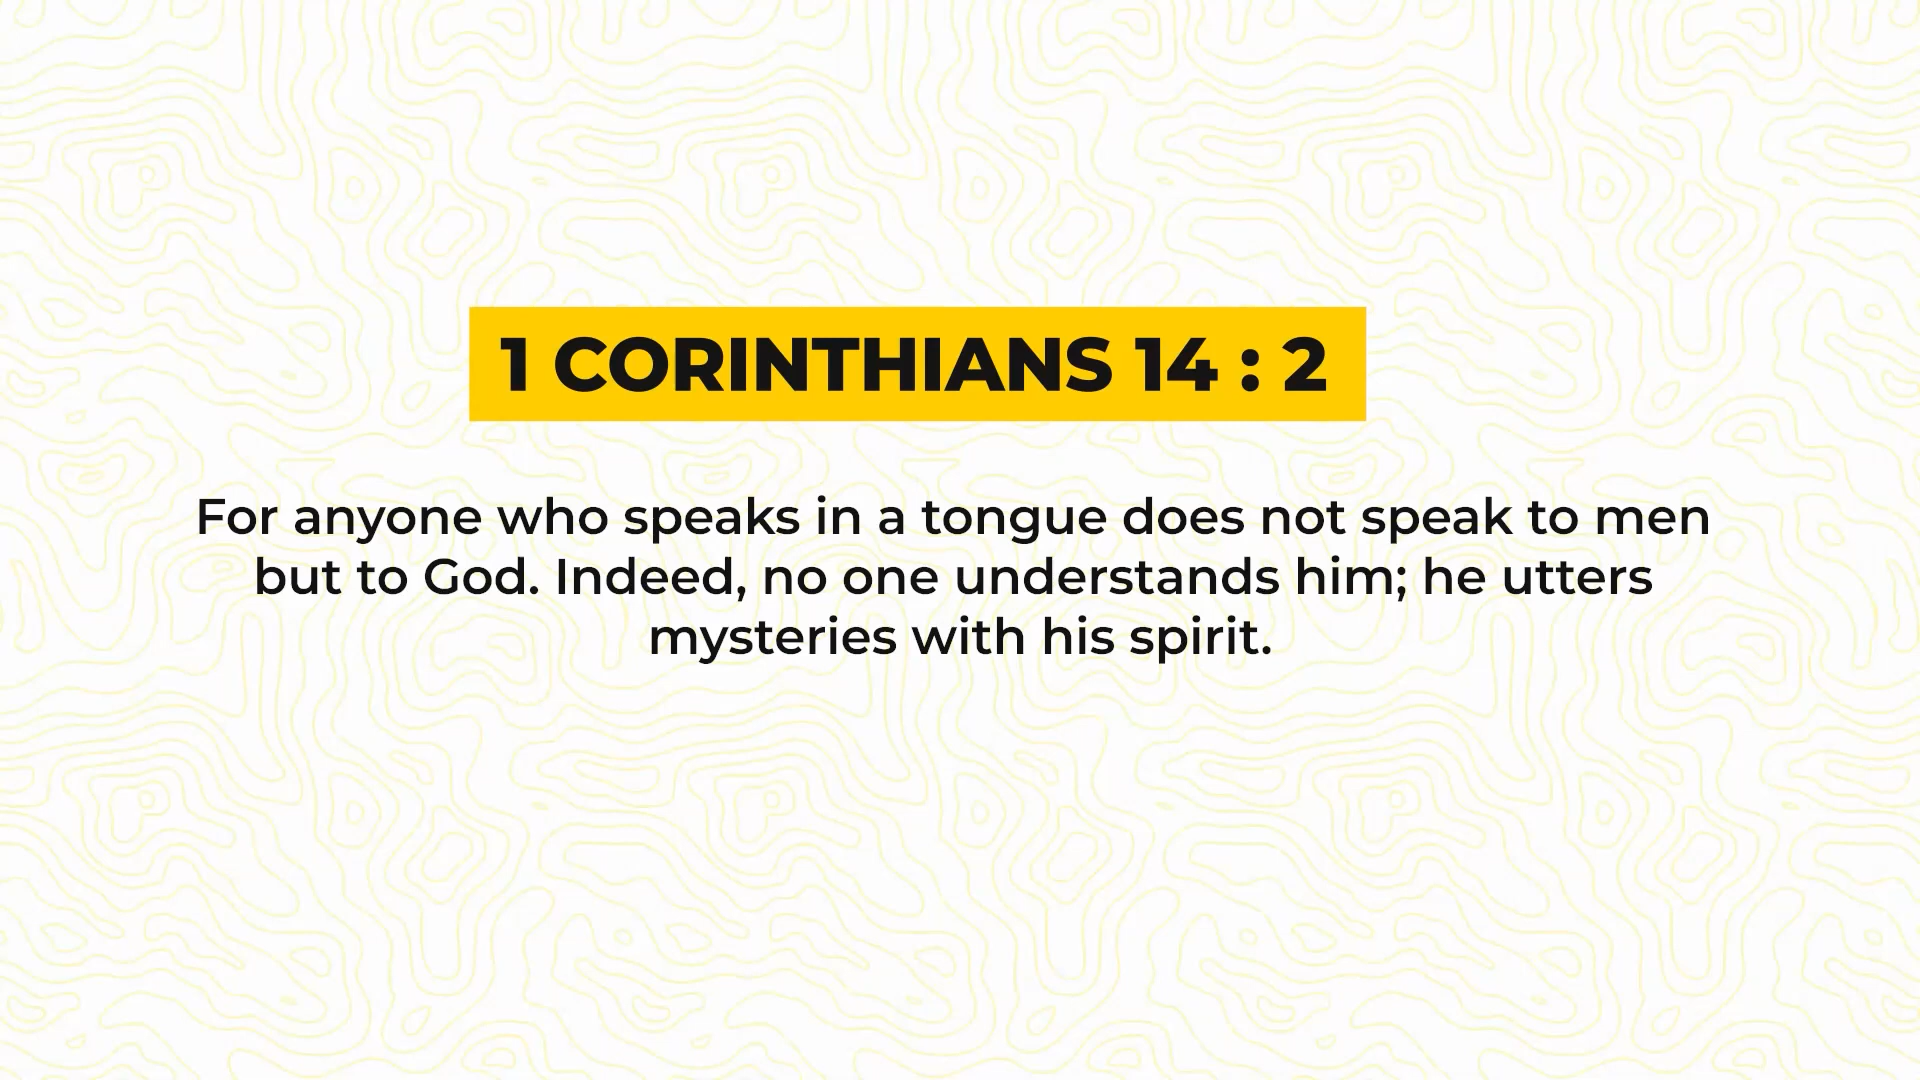 1 CORINTHIANS 14 : 2
For anyone who speaks in a tongue does not speak to men
but to God. Indeed, no one understands him; he utters
mysteries with his spirit.